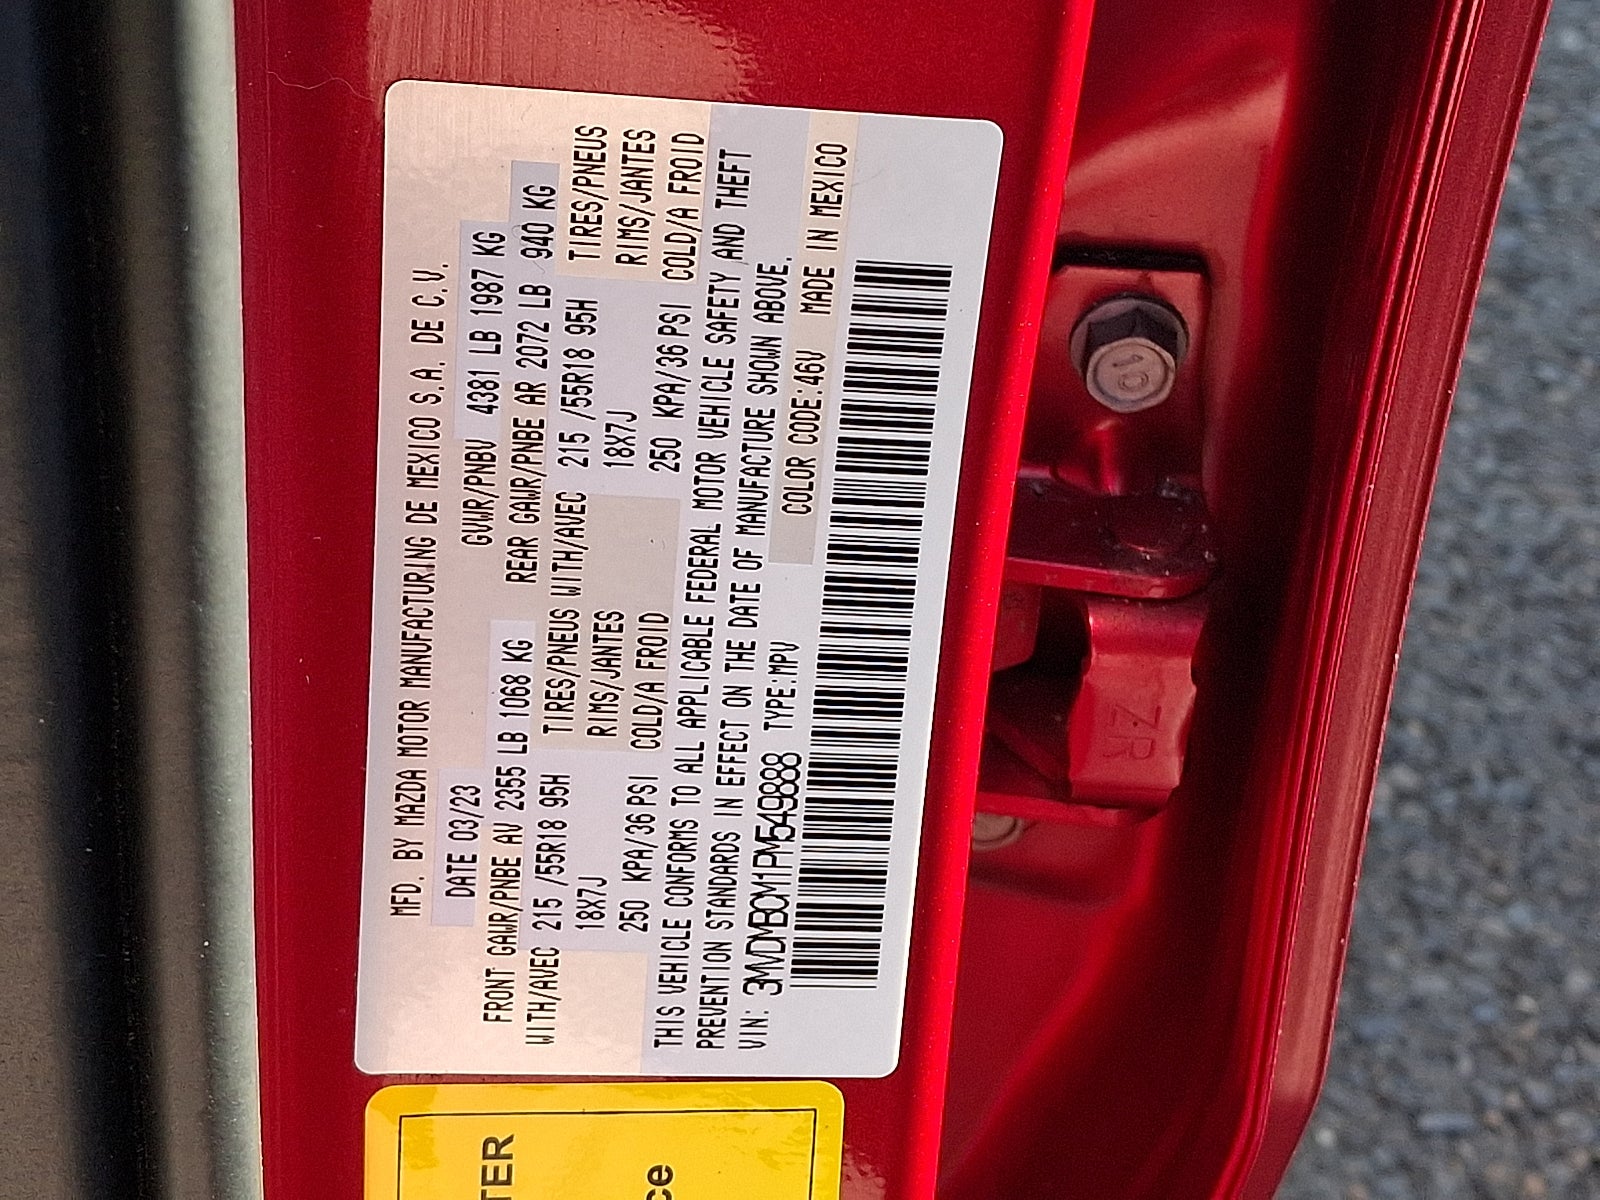 MFD. BY MAZDA MOTOR MANUFACTURING DE MEXICO S.A. DE C.V.
DATE 03/23 GVWR/PNBV 4381 LB 1987 KG
FRONT GAWR/PNBE AV 2355 LB 1068 KG REAR GAWR/PNBE AR 2072 LB 940 KG
WITH/AVEC 215 /55R18 95H TIRES/PNEUS WITH/AVEC 215 /55R18 95H TIRES/PNEUS
18X7J RIMS/JANTES 18X7J RIMS/JANTES
250 KPA/36 PSI COLD/A FROID 250 KPA/36 PSI COLD/A FROID
THIS VEHICLE CONFORMS TO ALL APPLICABLE FEDERAL MOTOR VEHICLE SAFETY AND THEFT
PREVENTION STANDARDS IN EFFECT ON THE DATE OF MANUFACTURE SHOWN ABOVE.
VIN: 3MVDMBCM1PM549888 TYPE:MPV COLOR CODE:46V MADE IN MEXICO
10
7R